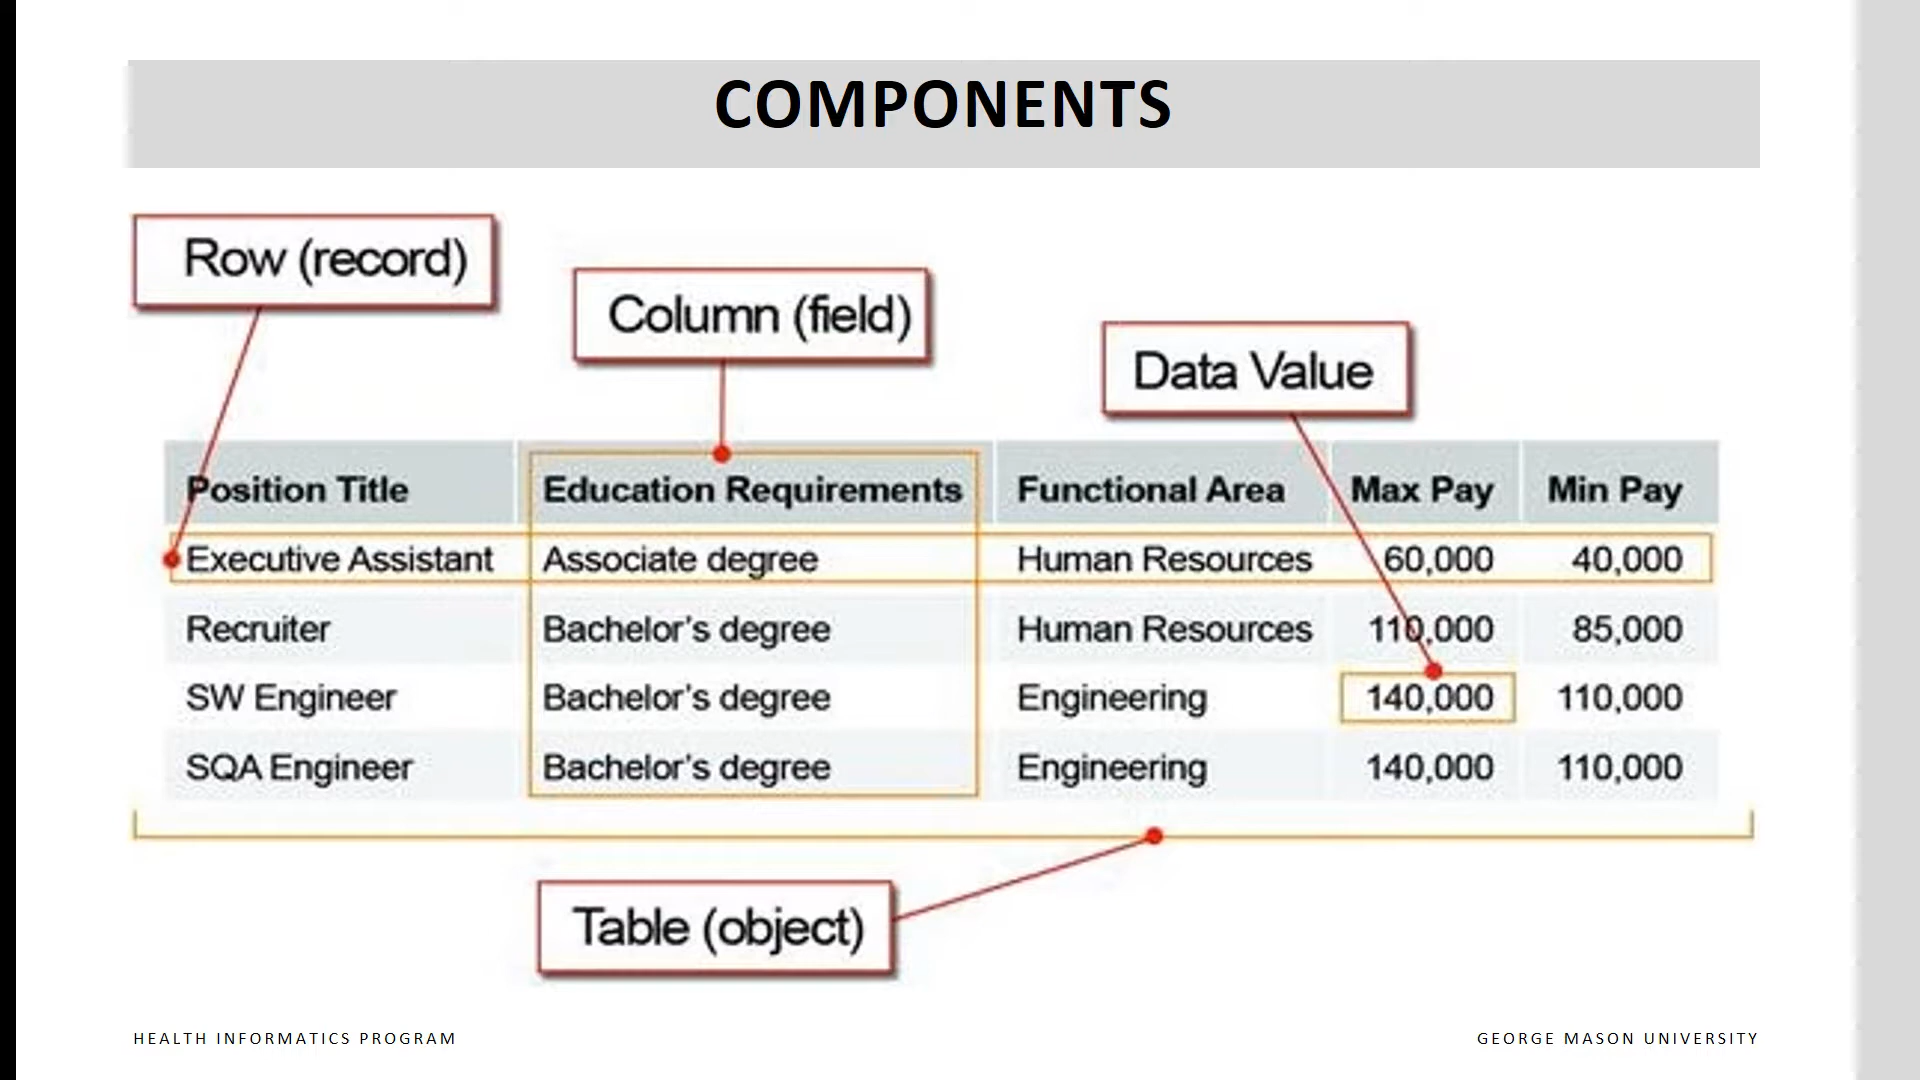 COMPONENTS
Row (record)
Column (field)
Data Value
Position Title Education Requirements Functional Area Max Pay Min Pay
Executive Assistant Associate degree Human Resources 60,000 40,000
Recruiter Bachelor’s degree Human Resources 110,000 85,000
SW Engineer Bachelor’s degree Engineering 140,000 110,000
SQA Engineer Bachelor’s degree Engineering 140,000 110,000
Table (object)
HEALTH INFORMATICS PROGRAM GEORGE MASON UNIVERSITY